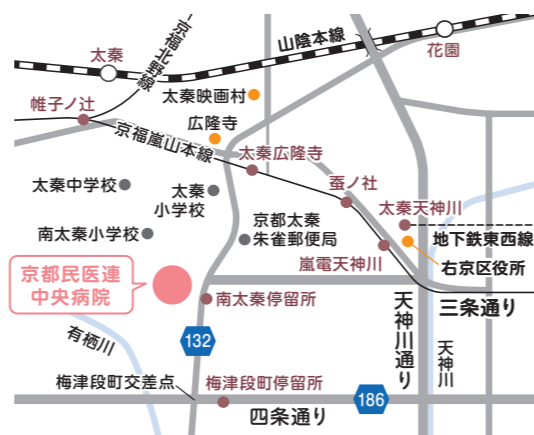 京福北野線
山陰本線
花園
太秦
太秦映画村
帷子ノ辻
広隆寺
京福嵐山本線
太秦広隆寺
太秦中学校
太秦
小学校
蚕ノ社
太秦天神川
南太秦小学校
京都太秦
朱雀郵便局
地下鉄東西線
右京区役所
嵐電天神川
京都民医連
中央病院
南太秦停留所
三条通り
天神川通り
天神川
有栖川
132
梅津段町交差点
梅津段町停留所
186
四条通り